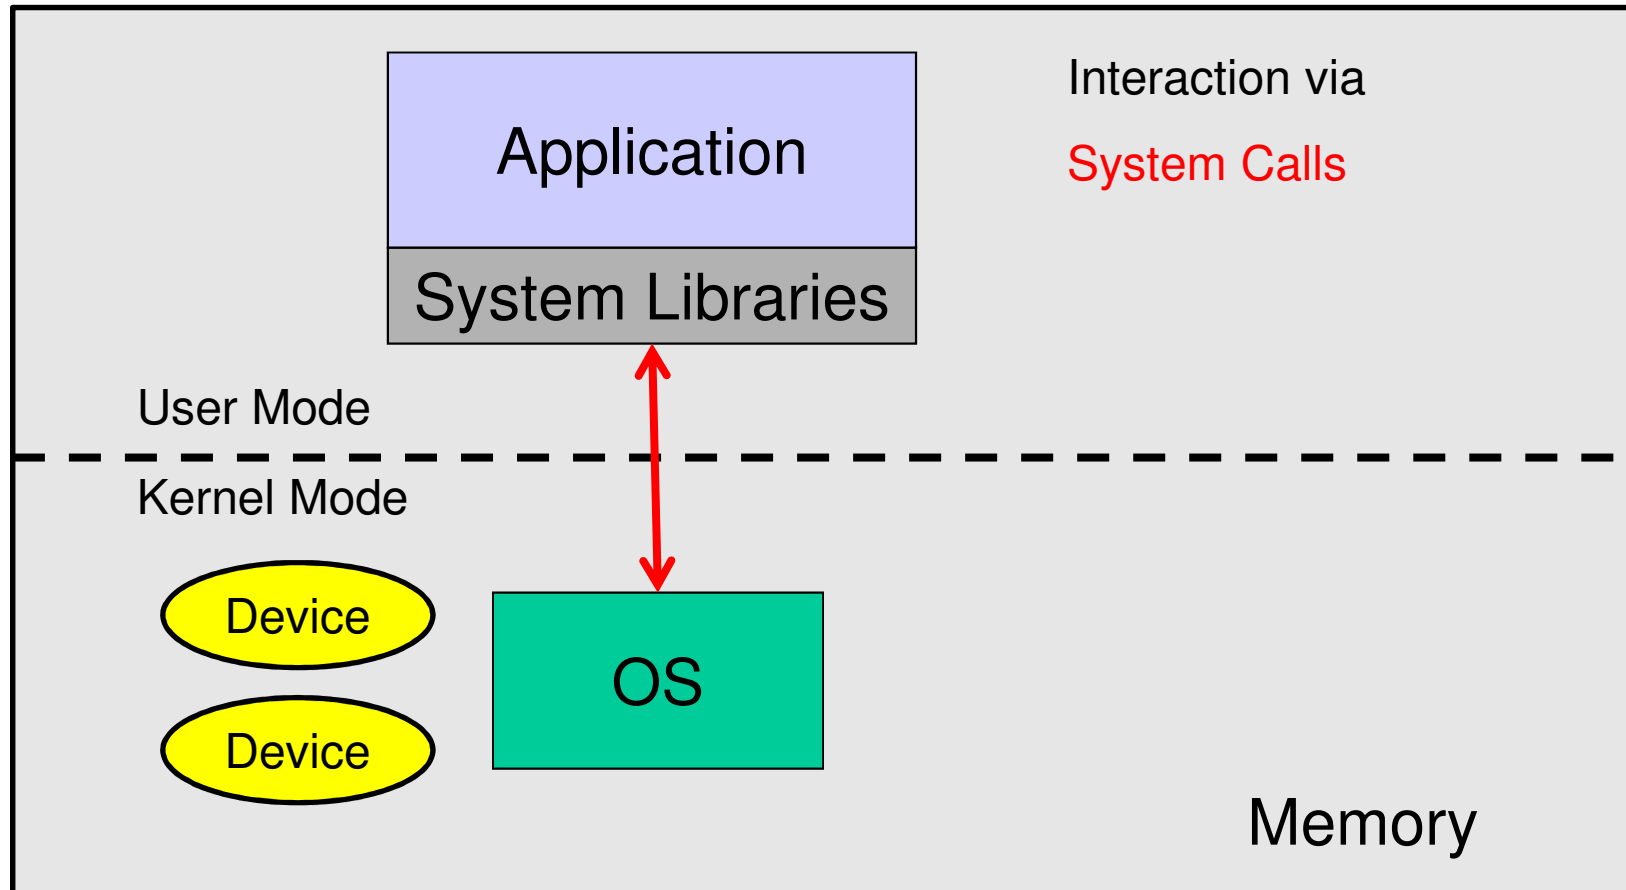 Interaction via
System Calls
Application
System Libraries
User Mode
Kernel Mode
Device
OS
Device
Memory